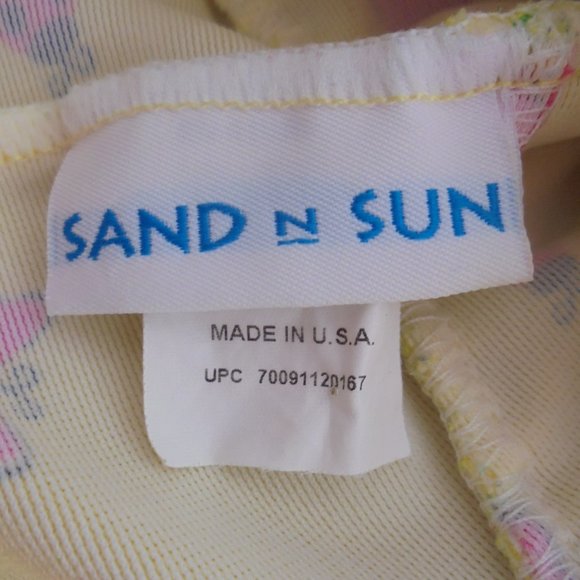 SAND N SUN
MADE IN U.S.A.
UPC 70091120167